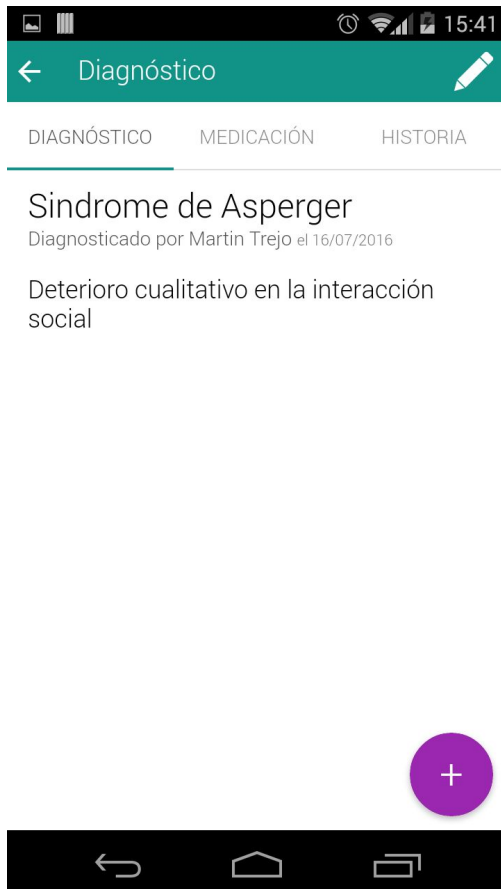 15:41
Diagnóstico
DIAGNÓSTICO MEDICACIÓN HISTORIA
Sindrome de Asperger
Diagnosticado por Martin Trejo el 16/07/2016
Deterioro cualitativo en la interacción
social